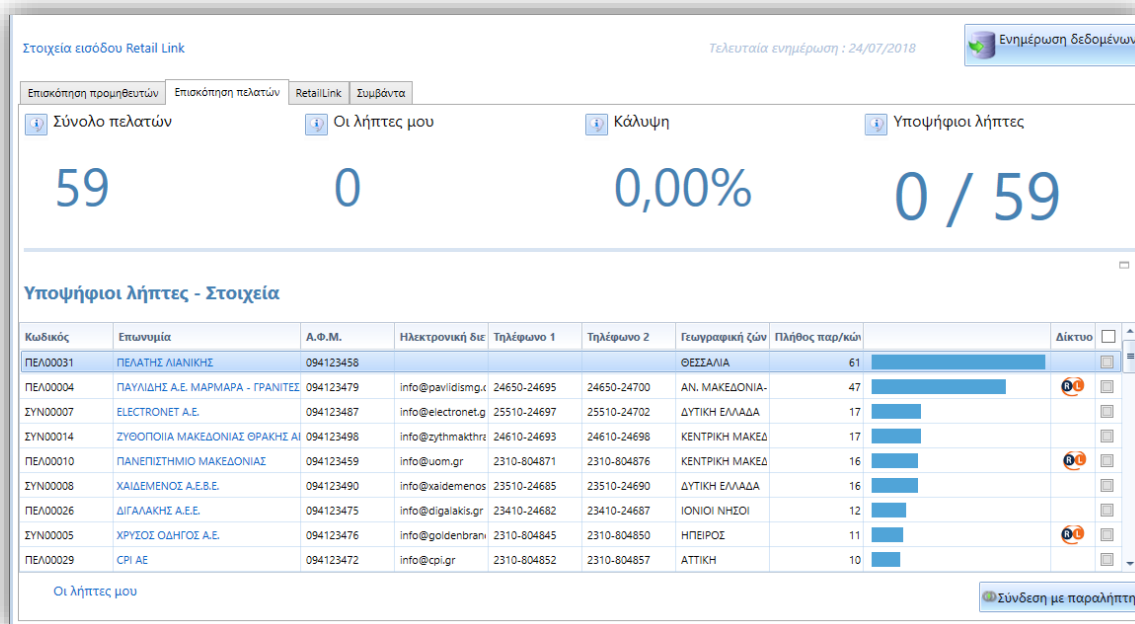 Στοιχεία εισόδου Retail Link
Τελευταία ενημέρωση : 24/07/2018
Ενημέρωση δεδομένων
Επισκόπηση προμηθευτών Επισκόπηση πελατών RetailLink Συμβάντα
Σύνολο πελατών Οι λήπτες μου Κάλυψη Υποψήφιοι λήπτες
59 0 0,00% 0 / 59
Υποψήφιοι λήπτες - Στοιχεία
Κωδικός Επωνυμία Α.Φ.Μ. Ηλεκτρονική διε Τηλέφωνο 1 Τηλέφωνο 2 Γεωγραφική ζών Πλήθος παρ/κών Δίκτυο
ΠΕΛ00031 ΠΕΛΑΤΗΣ ΛΙΑΝΙΚΗΣ 094123458 ΘΕΣΣΑΛΙΑ 61
ΠΕΛ00004 ΠΑΥΛΙΔΗΣ Α.Ε. ΜΑΡΜΑΡΑ - ΓΡΑΝΙΤΕΣ 094123479 info@pavlidismg.c 24650-24695 24650-24700 ΑΝ. ΜΑΚΕΔΟΝΙΑ- 47 RL
ΣΥΝ00007 ELECTRONET A.E. 094123487 info@electronet.g 25510-24697 25510-24702 ΔΥΤΙΚΗ ΕΛΛΑΔΑ 17
ΣΥΝ00014 ΖΥΘΟΠΟΙΙΑ ΜΑΚΕΔΟΝΙΑΣ ΘΡΑΚΗΣ ΑΙ 094123498 info@zythmakthra 24610-24693 24610-24698 ΚΕΝΤΡΙΚΗ ΜΑΚΕΔ 17
ΠΕΛ00010 ΠΑΝΕΠΙΣΤΗΜΙΟ ΜΑΚΕΔΟΝΙΑΣ 094123459 info@uom.gr 2310-804871 2310-804876 ΚΕΝΤΡΙΚΗ ΜΑΚΕΔ 16 RL
ΣΥΝ00008 ΧΑΙΔΕΜΕΝΟΣ Α.Ε.Β.Ε. 094123490 info@xaidemenos 23510-24685 23510-24690 ΔΥΤΙΚΗ ΕΛΛΑΔΑ 16
ΠΕΛ00026 ΔΙΓΑΛΑΚΗΣ Α.Ε.Ε. 094123475 info@digalakis.gr 23410-24682 23410-24687 ΙΟΝΙΟΙ ΝΗΣΟΙ 12
ΣΥΝ00005 ΧΡΥΣΟΣ ΟΔΗΓΟΣ Α.Ε. 094123476 info@goldenbran 2310-804845 2310-804850 ΗΠΕΙΡΟΣ 11 RL
ΠΕΛ00029 CPI ΑΕ 094123472 info@cpi.gr 2310-804852 2310-804857 ΑΤΤΙΚΗ 10
Οι λήπτες μου
Σύνδεση με παραλήπτη